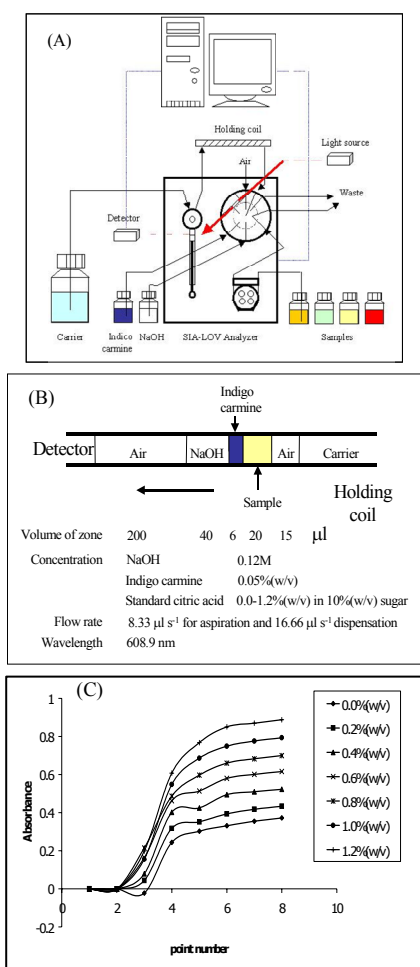 (A)
Holding coil
Light source
Air
Waste
Detector
Carrier
Indigo
carmine
NaOH
SIA-LOV Analyzer
Samples
(B)
Indigo
carmine
Detector
Air
NaOH
Air
Carrier
Sample
Holding
coil
Volume of zone 200 40 6 20 15 µl
Concentration NaOH 0.12M
Indigo carmine 0.05%(w/v)
Standard citric acid 0.0-1.2%(w/v) in 10%(w/v) sugar
Flow rate 8.33 µl s-1 for aspiration and 16.66 µl s-1 dispensation
Wavelength 608.9 nm
(C)
Absorbance
1
0.8
0.6
0.4
0.2
0
-0.2
0 2 4 6 8 10
point number
0.0%(w/v)
0.2%(w/v)
0.4%(w/v)
0.6%(w/v)
0.8%(w/v)
1.0%(w/v)
1.2%(w/v)